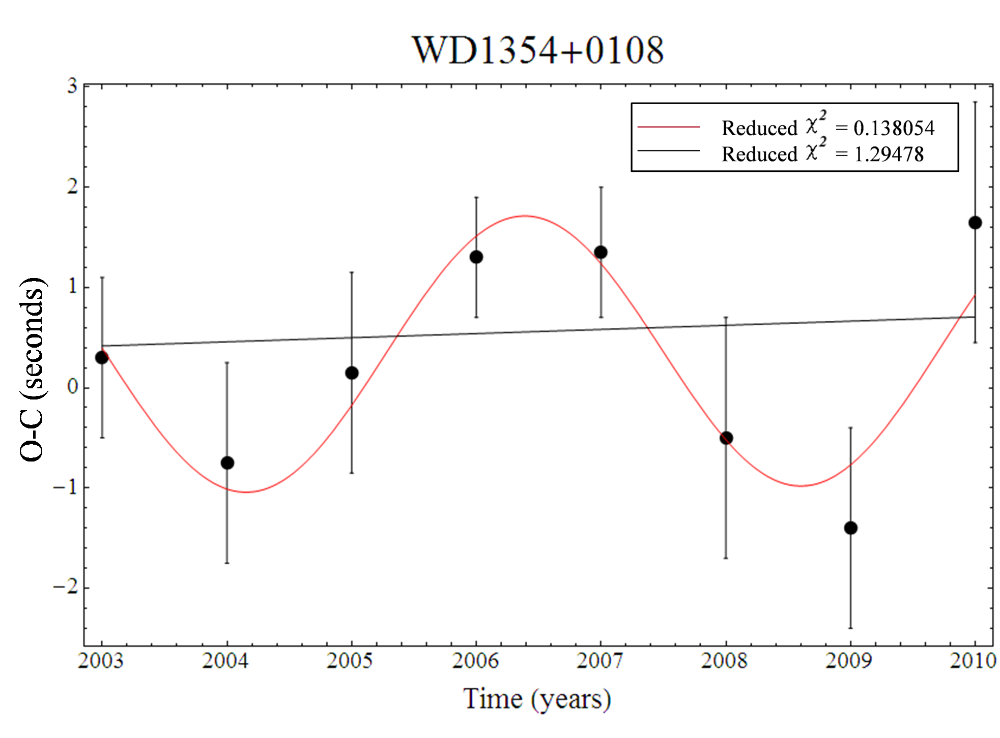 WD1354+0108
3
Reduced χ² = 0.138054
Reduced χ² = 1.29478
2
1
0
−1
−2
O-C (seconds)
2003 2004 2005 2006 2007 2008 2009 2010
Time (years)